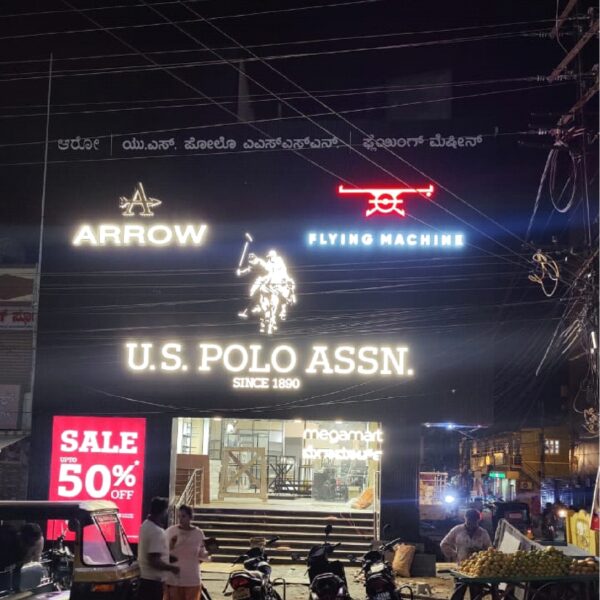 ಆರೋ | ಯು.ಎಸ್. ಪೋಲೊ ಎಎಸ್ಎಸ್ಎನ್. | ಫ್ಲೈಯಿಂಗ್ ಮೆಷೀನ್
A
ARROW
FLYING MACHINE
U.S. POLO ASSN.
SINCE 1890
SALE
UPTO
50%*
OFF
megamart
ಮೆಗಾಮಾರ್ಟ್